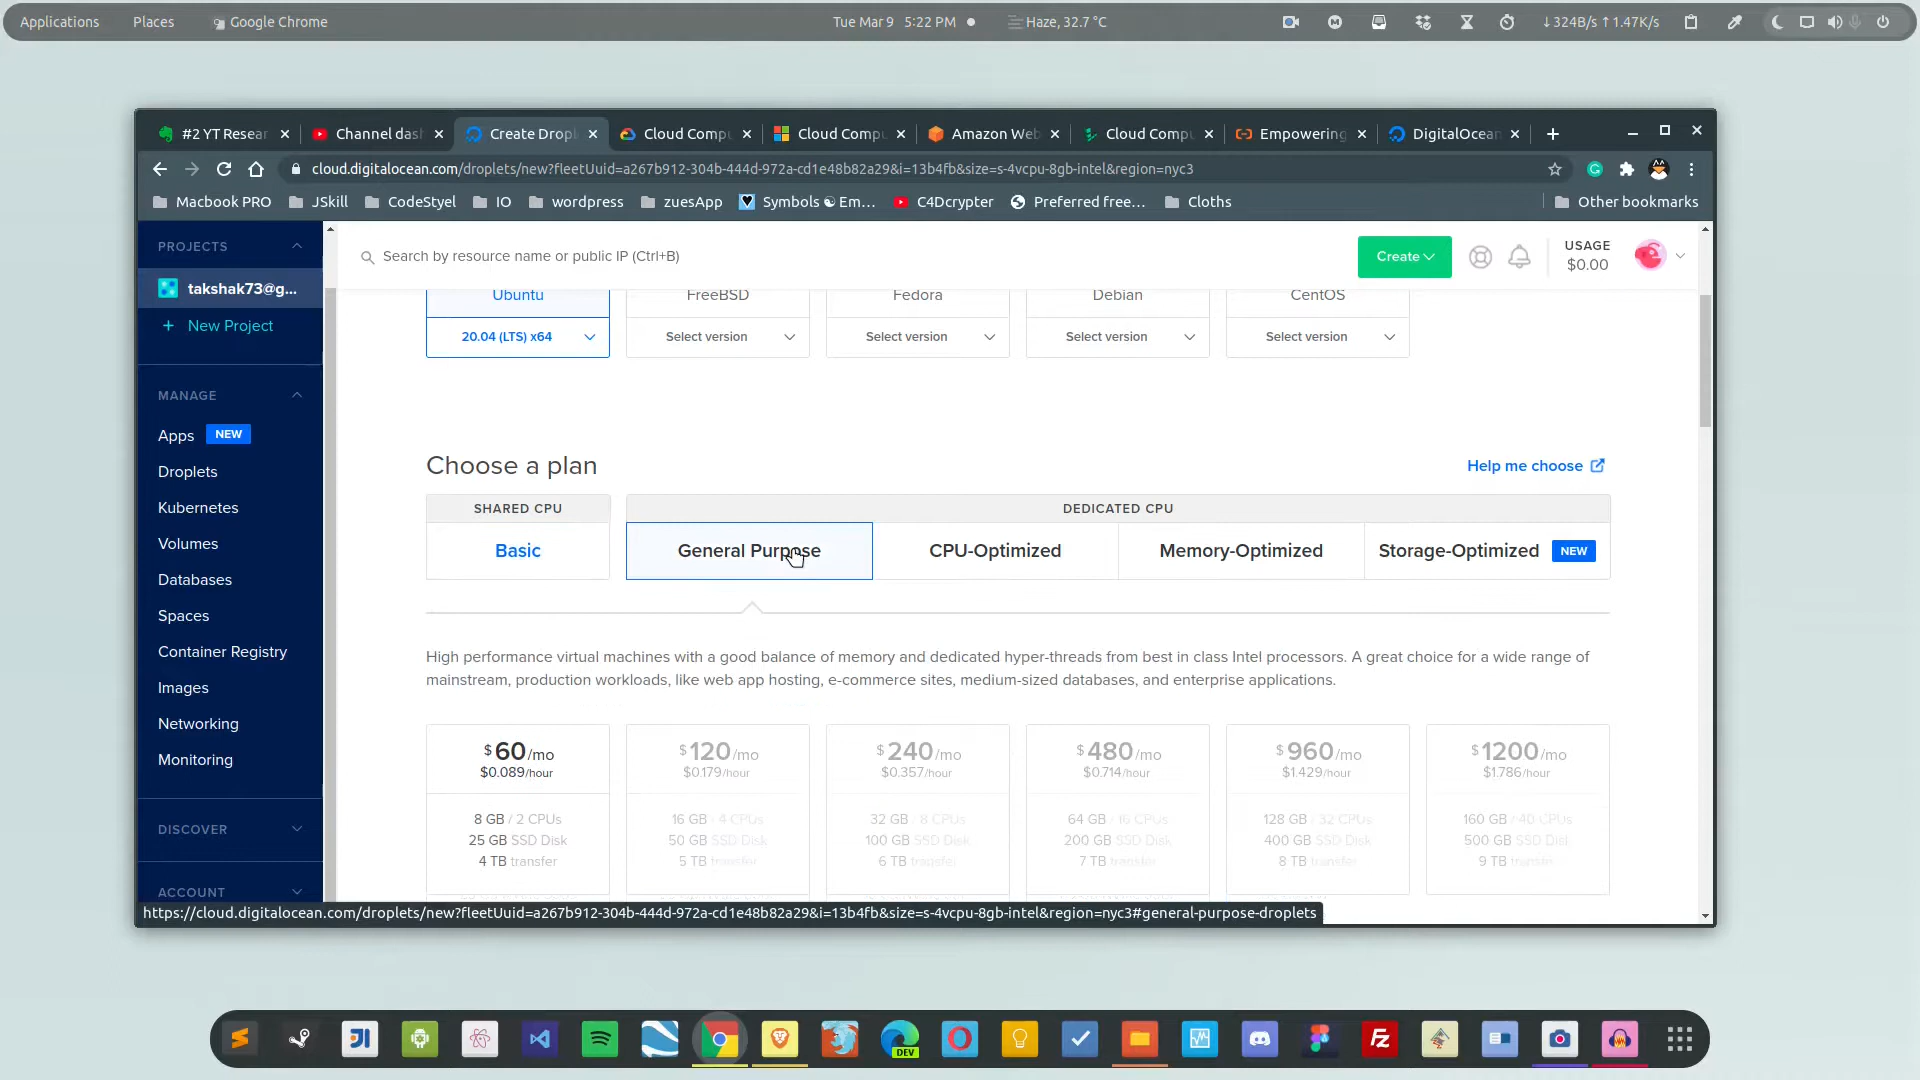 Applications
Places
Google Chrome
Tue Mar 9 5:22 PM
Haze, 32.7 °C
↓324B/s ↑1.47K/s
#2 YT Resear
Channel das
Create Drop
Cloud Compu
Cloud Compu
Amazon Web
Cloud Compu
Empowering
DigitalOcean
cloud.digitalocean.com/droplets/new?fleetUuid=a267b912-304b-444d-972a-cd1e48b82a29&i=13b4fb&size=s-4vcpu-8gb-intel&region=nyc3
Macbook PRO
JSkill
CodeStyel
IO
wordpress
zuesApp
Symbols ☯ Em...
C4Dcrypter
Preferred free...
Cloths
Other bookmarks
PROJECTS
takshak73@g...
+ New Project
MANAGE
Apps NEW
Droplets
Kubernetes
Volumes
Databases
Spaces
Container Registry
Images
Networking
Monitoring
DISCOVER
ACCOUNT
Search by resource name or public IP (Ctrl+B)
Create
USAGE
$0.00
Ubuntu
FreeBSD
Fedora
Debian
CentOS
20.04 (LTS) x64
Select version
Select version
Select version
Select version
Choose a plan
Help me choose
SHARED CPU
DEDICATED CPU
Basic
General Purpose
CPU-Optimized
Memory-Optimized
Storage-Optimized NEW
High performance virtual machines with a good balance of memory and dedicated hyper-threads from best in class Intel processors. A great choice for a wide range of
mainstream, production workloads, like web app hosting, e-commerce sites, medium-sized databases, and enterprise applications.
$60/mo
$0.089/hour
8 GB / 2 CPUs
25 GB SSD Disk
4 TB transfer
$120/mo
$0.179/hour
16 GB / 4 CPUs
50 GB SSD Disk
5 TB transfer
$240/mo
$0.357/hour
32 GB / 8 CPUs
100 GB SSD Disk
6 TB transfer
$480/mo
$0.714/hour
64 GB / 16 CPUs
200 GB SSD Disk
7 TB transfer
$960/mo
$1.429/hour
128 GB / 32 CPUs
400 GB SSD Disk
8 TB transfer
$1200/mo
$1.786/hour
160 GB / 40 CPUs
500 GB SSD Disk
9 TB transfer
https://cloud.digitalocean.com/droplets/new?fleetUuid=a267b912-304b-444d-972a-cd1e48b82a29&i=13b4fb&size=s-4vcpu-8gb-intel&region=nyc3#general-purpose-droplets
DEV